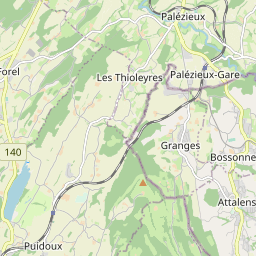 Palézieux
Forel
Les Thioleyres
Palézieux-Gare
Granges
140
Bossonne
Attalens
Puidoux